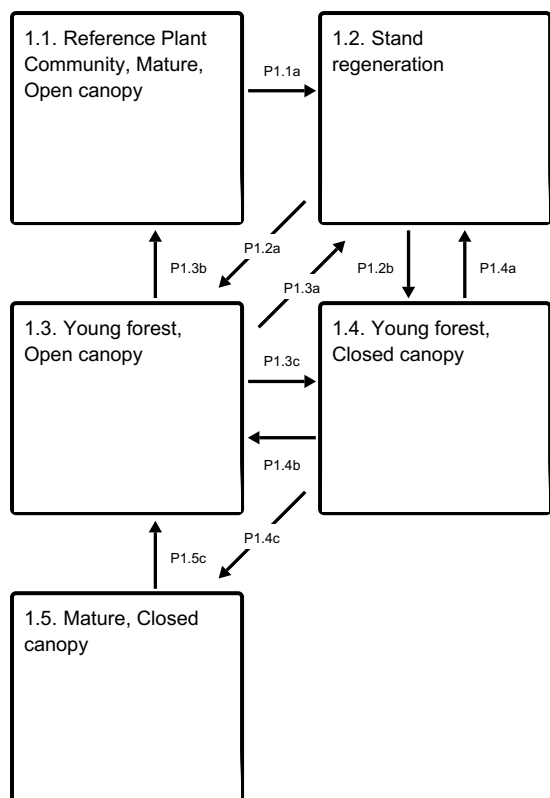 1.1. Reference Plant
Community, Mature,
Open canopy
P1.1a
1.2. Stand
regeneration
P1.2a
P1.3b
P1.3a
P1.2b
P1.4a
1.3. Young forest,
Open canopy
P1.3c
1.4. Young forest,
Closed canopy
P1.4b
P1.4c
P1.5c
1.5. Mature, Closed
canopy